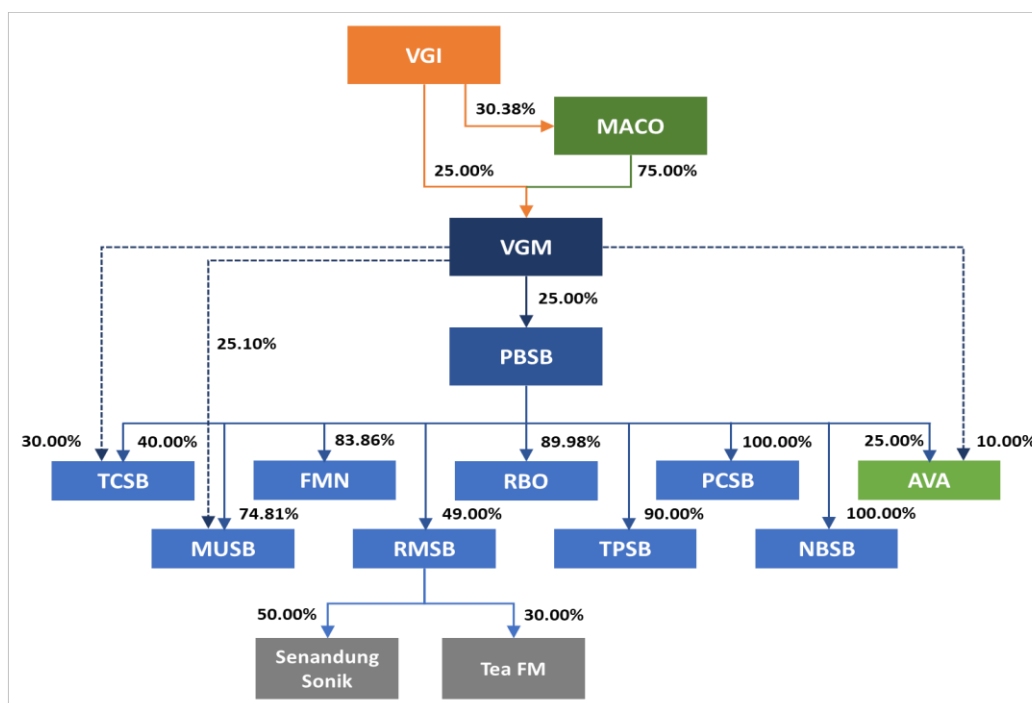 VGI
30.38%
MACO
25.00%
75.00%
VGM
25.00%
25.10%
PBSB
30.00%
40.00%
83.86%
89.98%
100.00%
25.00%
10.00%
TCSB
FMN
RBO
PCSB
AVA
74.81%
49.00%
90.00%
100.00%
MUSB
RMSB
TPSB
NBSB
50.00%
30.00%
Senandung
Sonik
Tea FM